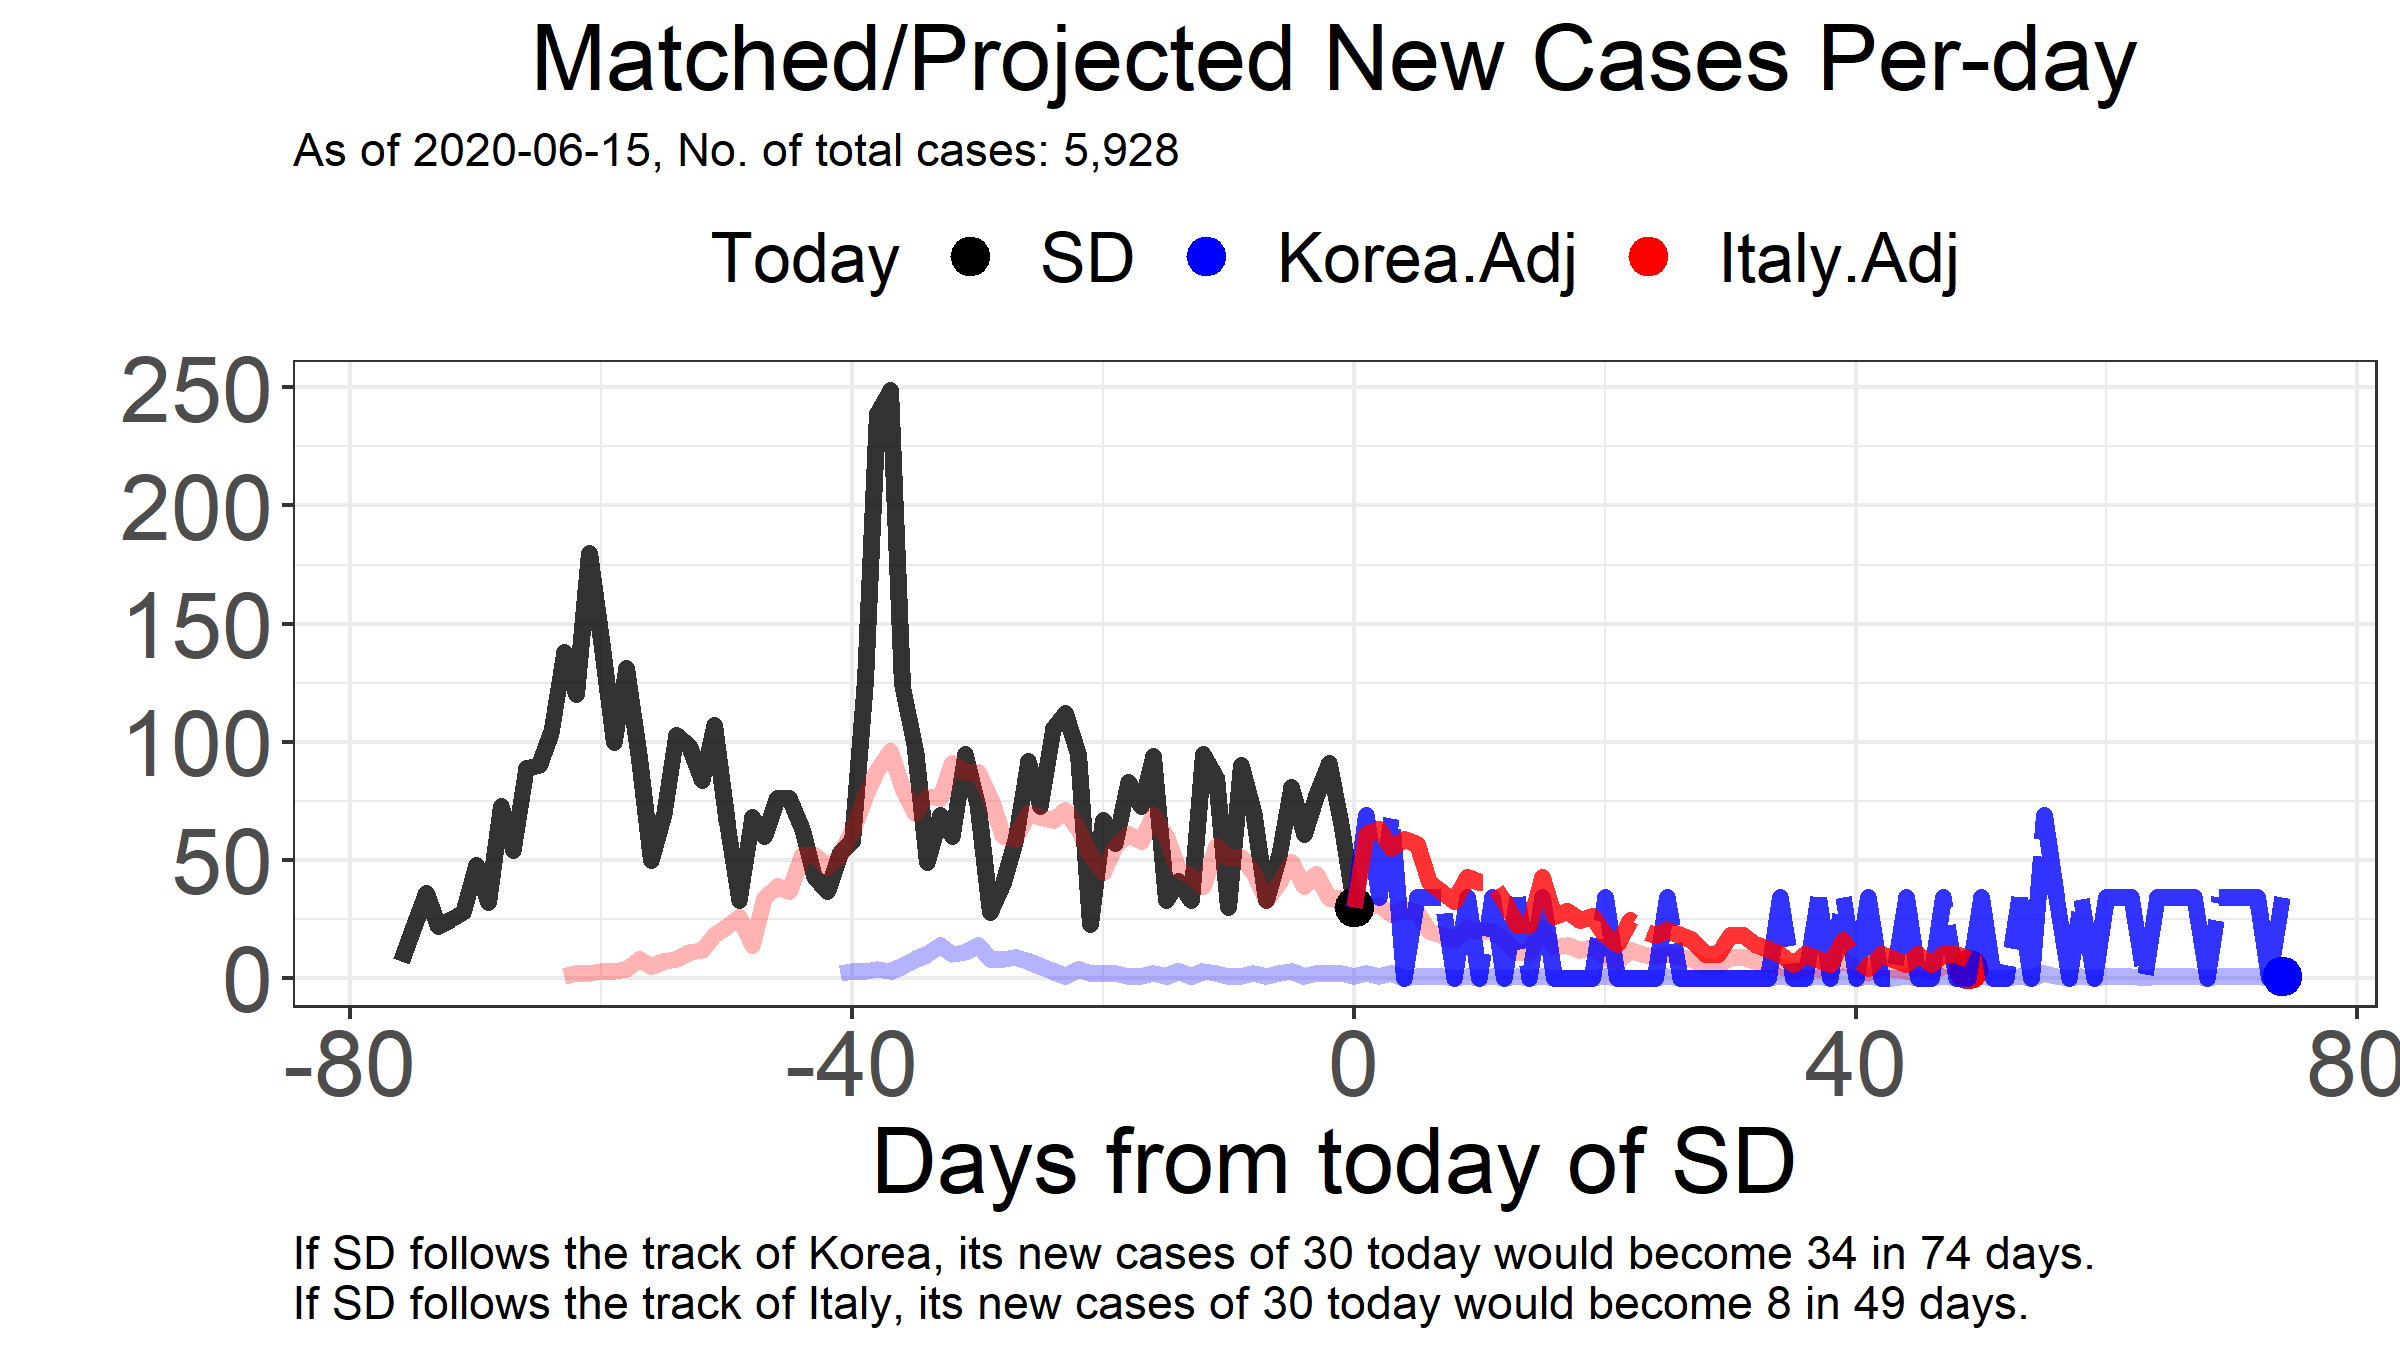 Matched/Projected New Cases Per-day
As of 2020-06-15, No. of total cases: 5,928
Today SD Korea.Adj Italy.Adj
250
200
150
100
50
0
-80 -40 0 40 80
Days from today of SD
If SD follows the track of Korea, its new cases of 30 today would become 34 in 74 days.
If SD follows the track of Italy, its new cases of 30 today would become 8 in 49 days.